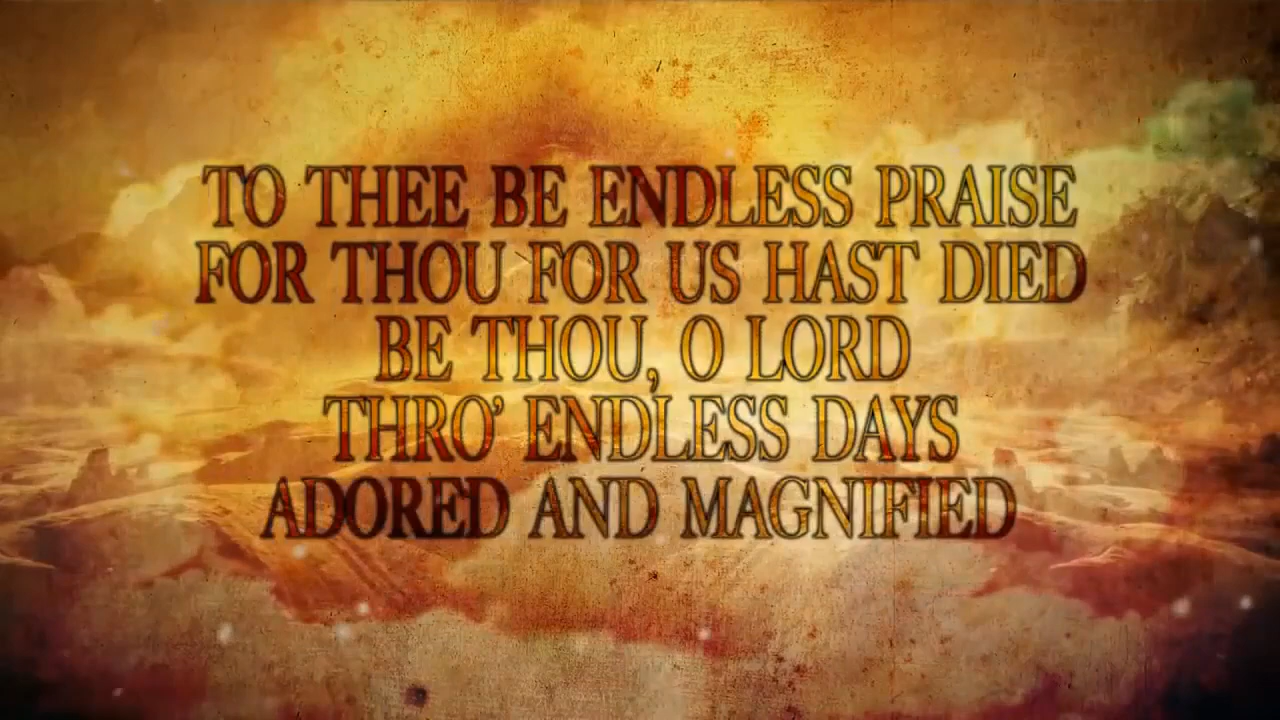 TO THEE BE ENDLESS PRAISE
FOR THOU FOR US HAST DIED
BE THOU, O LORD
THRO' ENDLESS DAYS
ADORED AND MAGNIFIED